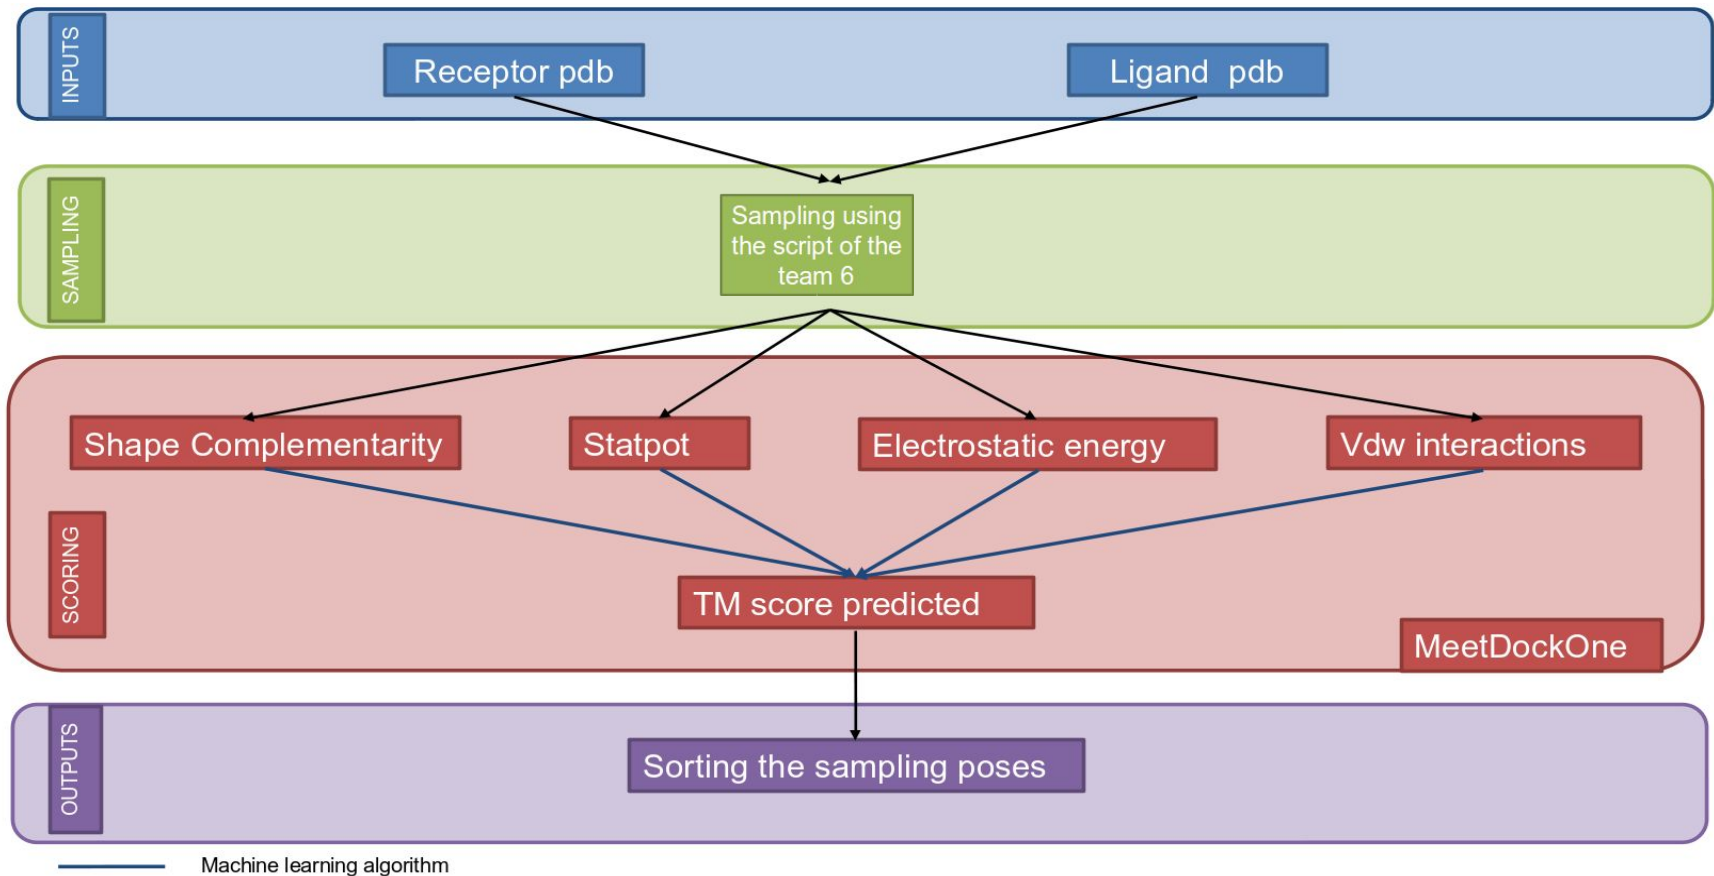 INPUTS
Receptor pdb
Ligand pdb
SAMPLING
Sampling using
the script of the
team 6
Shape Complementarity
Statpot
Electrostatic energy
Vdw interactions
SCORING
TM score predicted
MeetDockOne
OUTPUTS
Sorting the sampling poses
Machine learning algorithm